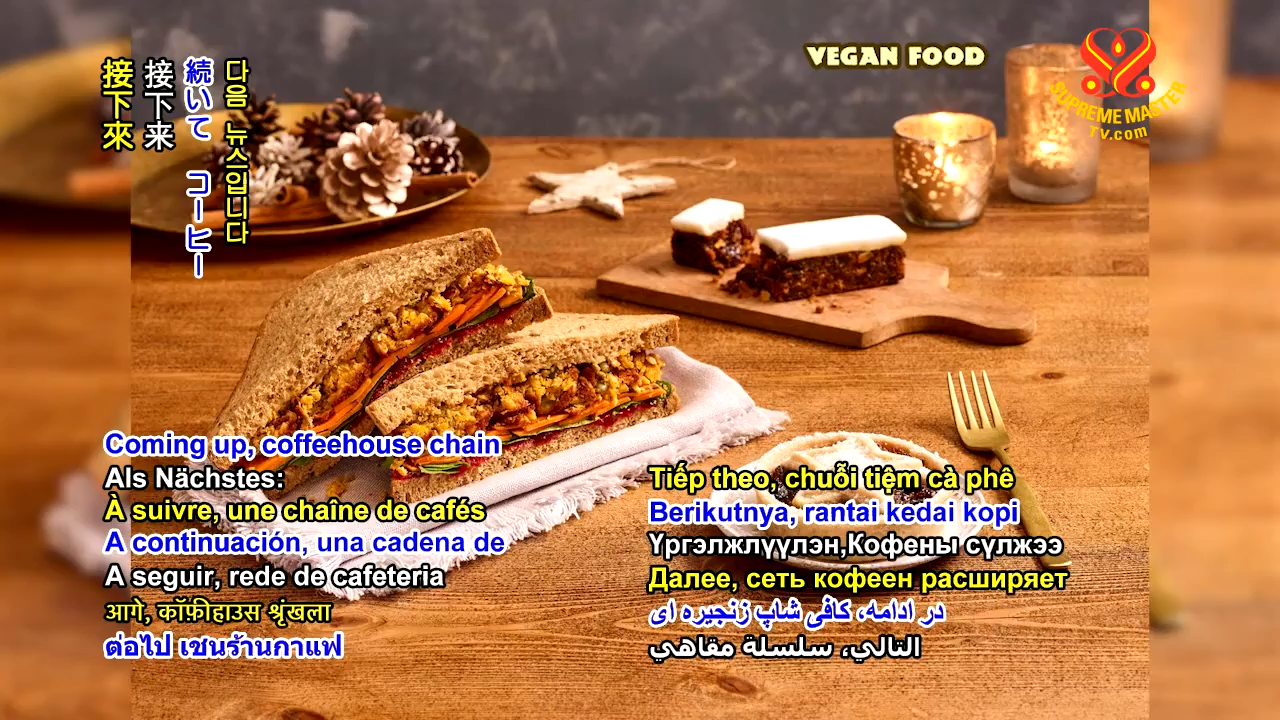 VEGAN FOOD
SUPREME MASTER
TV.com
接下來
接下来
続いて コーヒー
다음 뉴스입니다
Coming up, coffeehouse chain
Als Nächstes:
À suivre, une chaîne de cafés
A continuación, una cadena de
A seguir, rede de cafeteria
आगे, कॉफ़ीहाउस श्रृंखला
ต่อไป เชนร้านกาแฟ
Tiếp theo, chuỗi tiệm cà phê
Berikutnya, rantai kedai kopi
Үргэлжлүүлэн,Кофены сүлжээ
Далее, сеть кофеен расширяет
در ادامه، کافی شاپ زنجیره ای
التالي، سلسلة مقاهي